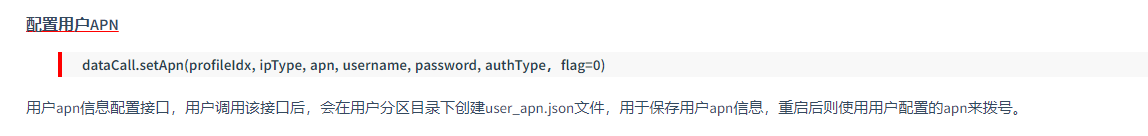 配置用户APN
dataCall.setApn(profileIdx, ipType, apn, username, password, authType，flag=0)
用户apn信息配置接口，用户调用该接口后，会在用户分区目录下创建user_apn.json文件，用于保存用户apn信息，重启后则使用用户配置的apn来拨号。